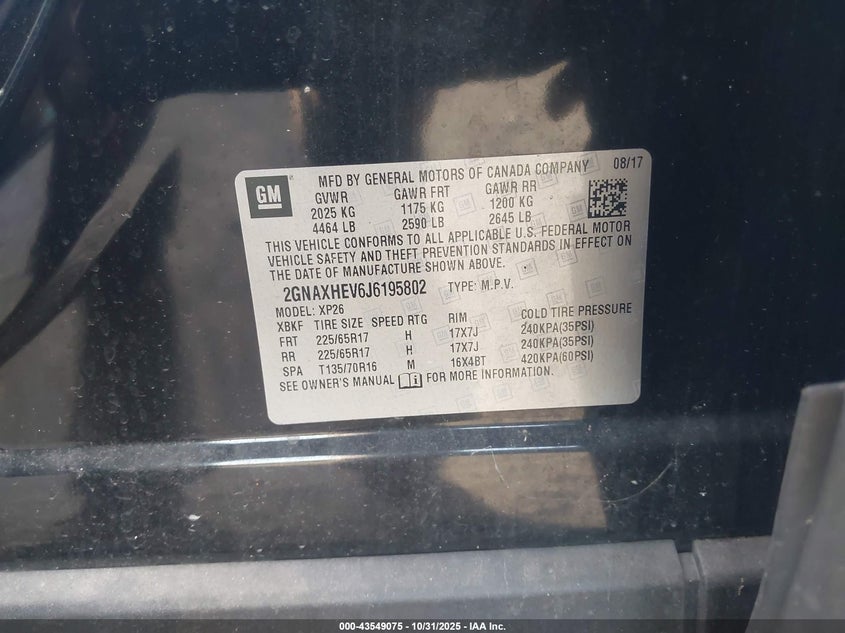 GM
MFD BY GENERAL MOTORS OF CANADA COMPANY 08/17
GVWR GAWR FRT GAWR RR
2025 KG 1175 KG 1200 KG
4464 LB 2590 LB 2645 LB
THIS VEHICLE CONFORMS TO ALL APPLICABLE U.S. FEDERAL MOTOR
VEHICLE SAFETY AND THEFT PREVENTION STANDARDS IN EFFECT ON
THE DATE OF MANUFACTURE SHOWN ABOVE.
2GNAXHEV6J6195802 TYPE: M.P.V.
MODEL: XP26
XBKF TIRE SIZE SPEED RTG RIM COLD TIRE PRESSURE
FRT 225/65R17 H 17X7J 240KPA(35PSI)
RR 225/65R17 H 17X7J 240KPA(35PSI)
SPA T135/70R16 M 16X4BT 420KPA(60PSI)
SEE OWNER'S MANUAL FOR MORE INFORMATION.
000-43549075 - 10/31/2025 - IAA Inc.